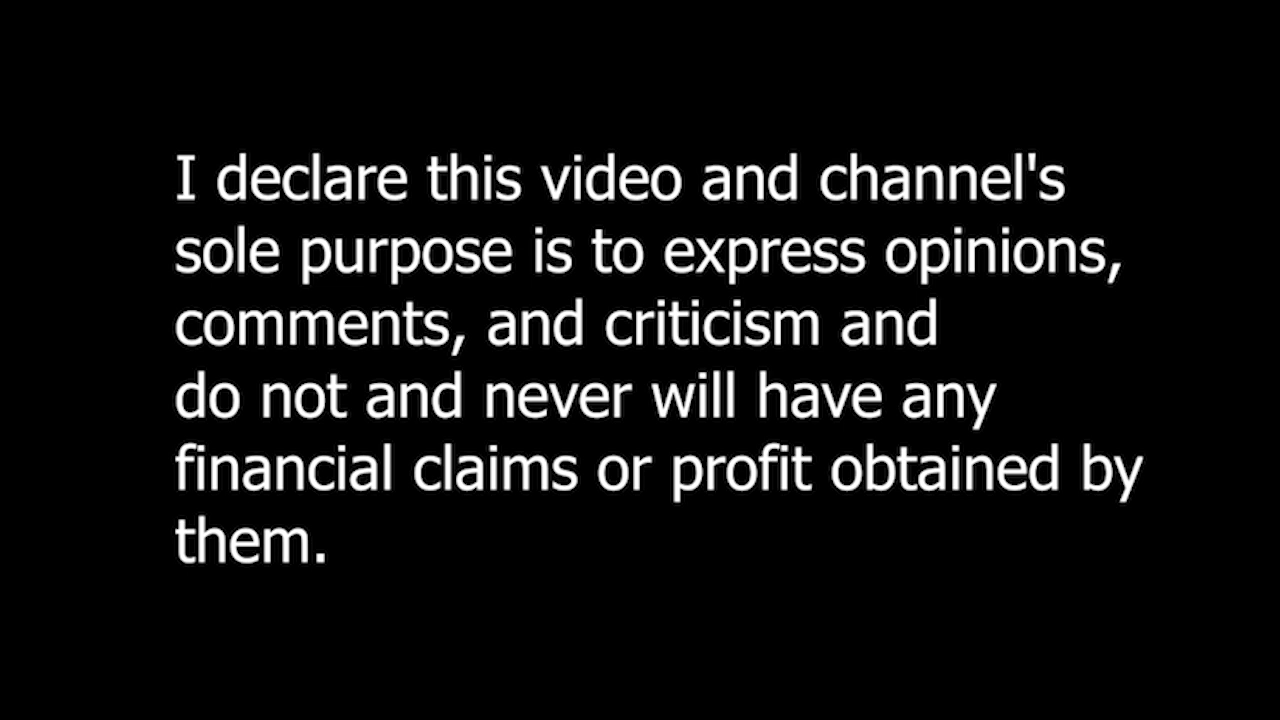 I declare this video and channel's
sole purpose is to express opinions,
comments, and criticism and
do not and never will have any
financial claims or profit obtained by
them.